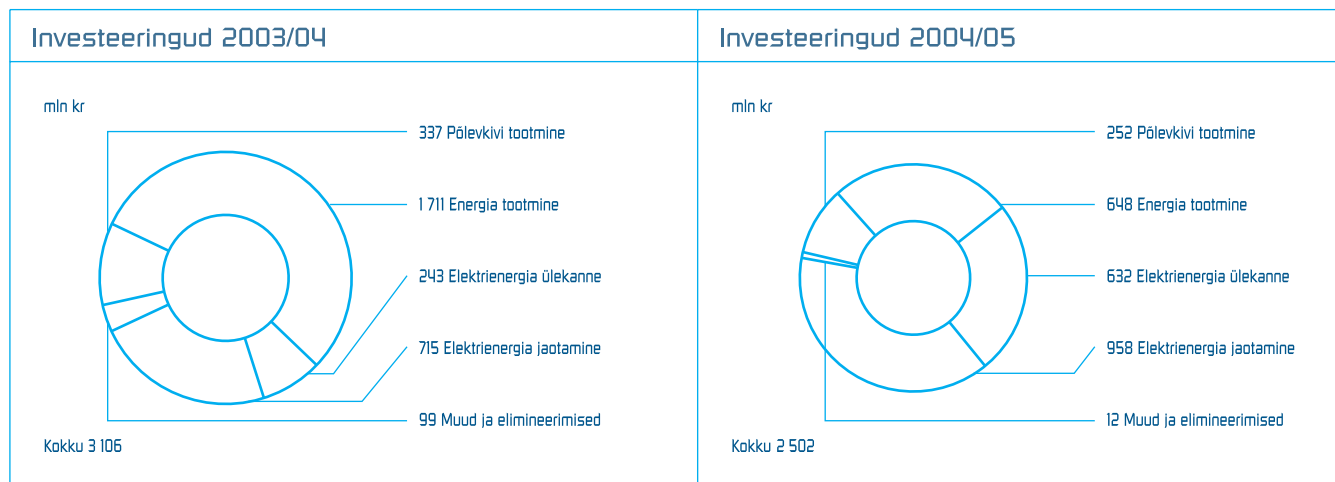 Investeeringud 2003/04
mln kr
337 Põlevkivi tootmine
1 711 Energia tootmine
243 Elektrienergia ülekanne
715 Elektrienergia jaotamine
99 Muud ja elimineerimised
Kokku 3 106
Investeeringud 2004/05
mln kr
252 Põlevkivi tootmine
648 Energia tootmine
632 Elektrienergia ülekanne
958 Elektrienergia jaotamine
12 Muud ja elimineerimised
Kokku 2 502